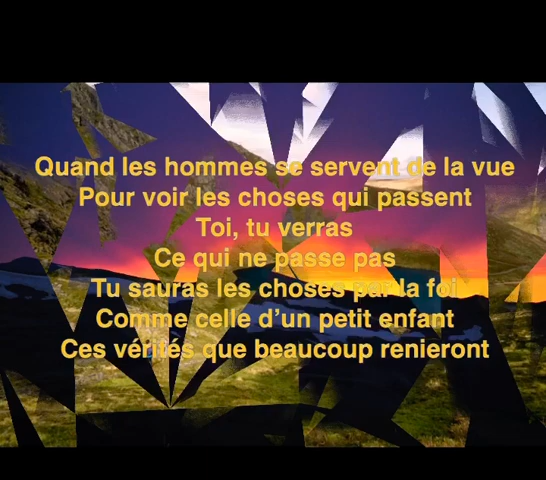 Quand les hommes se servent de la vue
Pour voir les choses qui passent
Toi, tu verras
Ce qui ne passe pas
Tu sauras les choses par la foi
Comme celle d'un petit enfant
Ces vérités que beaucoup renieront